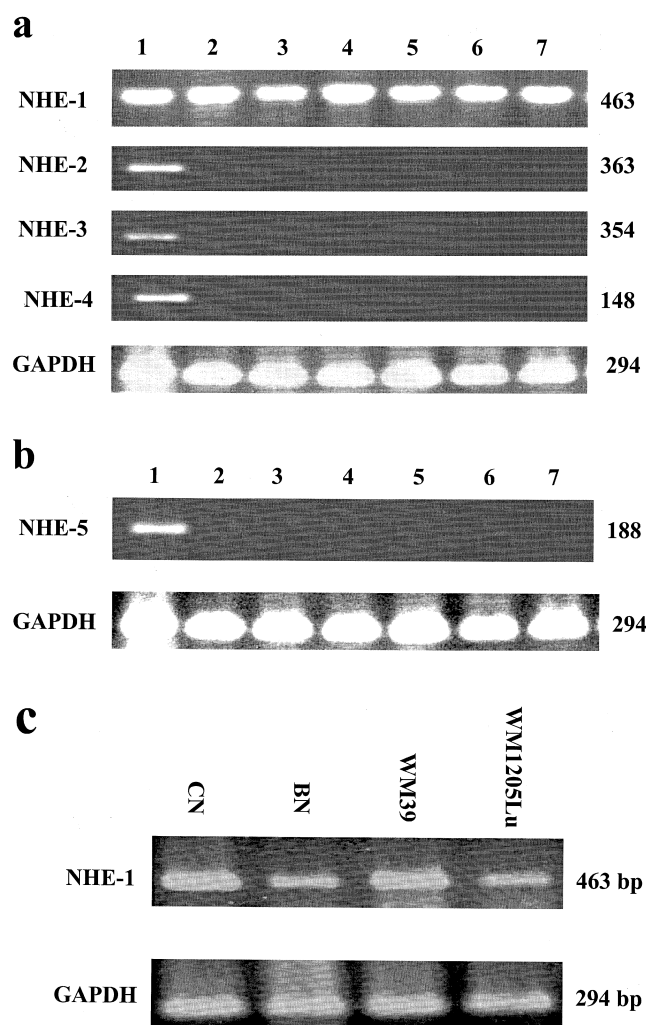 a
1 2 3 4 5 6 7
NHE-1 463
NHE-2 363
NHE-3 354
NHE-4 148
GAPDH 294
b
1 2 3 4 5 6 7
NHE-5 188
GAPDH 294
c
CN BN WM39 WM1205Lu
NHE-1 463 bp
GAPDH 294 bp